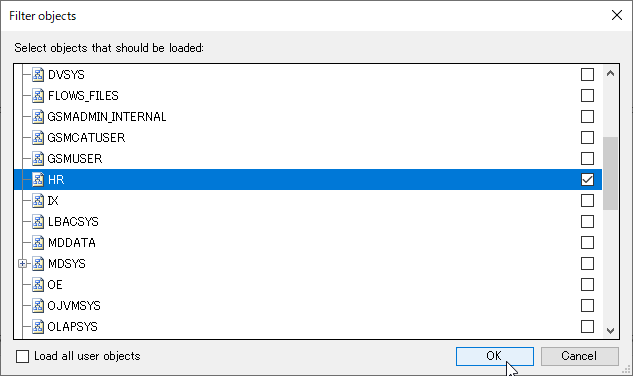 Filter objects
Select objects that should be loaded:
DVSYS
FLOWS_FILES
GSMADMIN_INTERNAL
GSMCATUSER
GSMUSER
HR
IX
LBACSYS
MDDATA
MDSYS
OE
OJVMSYS
OLAPSYS
Load all user objects
OK
Cancel